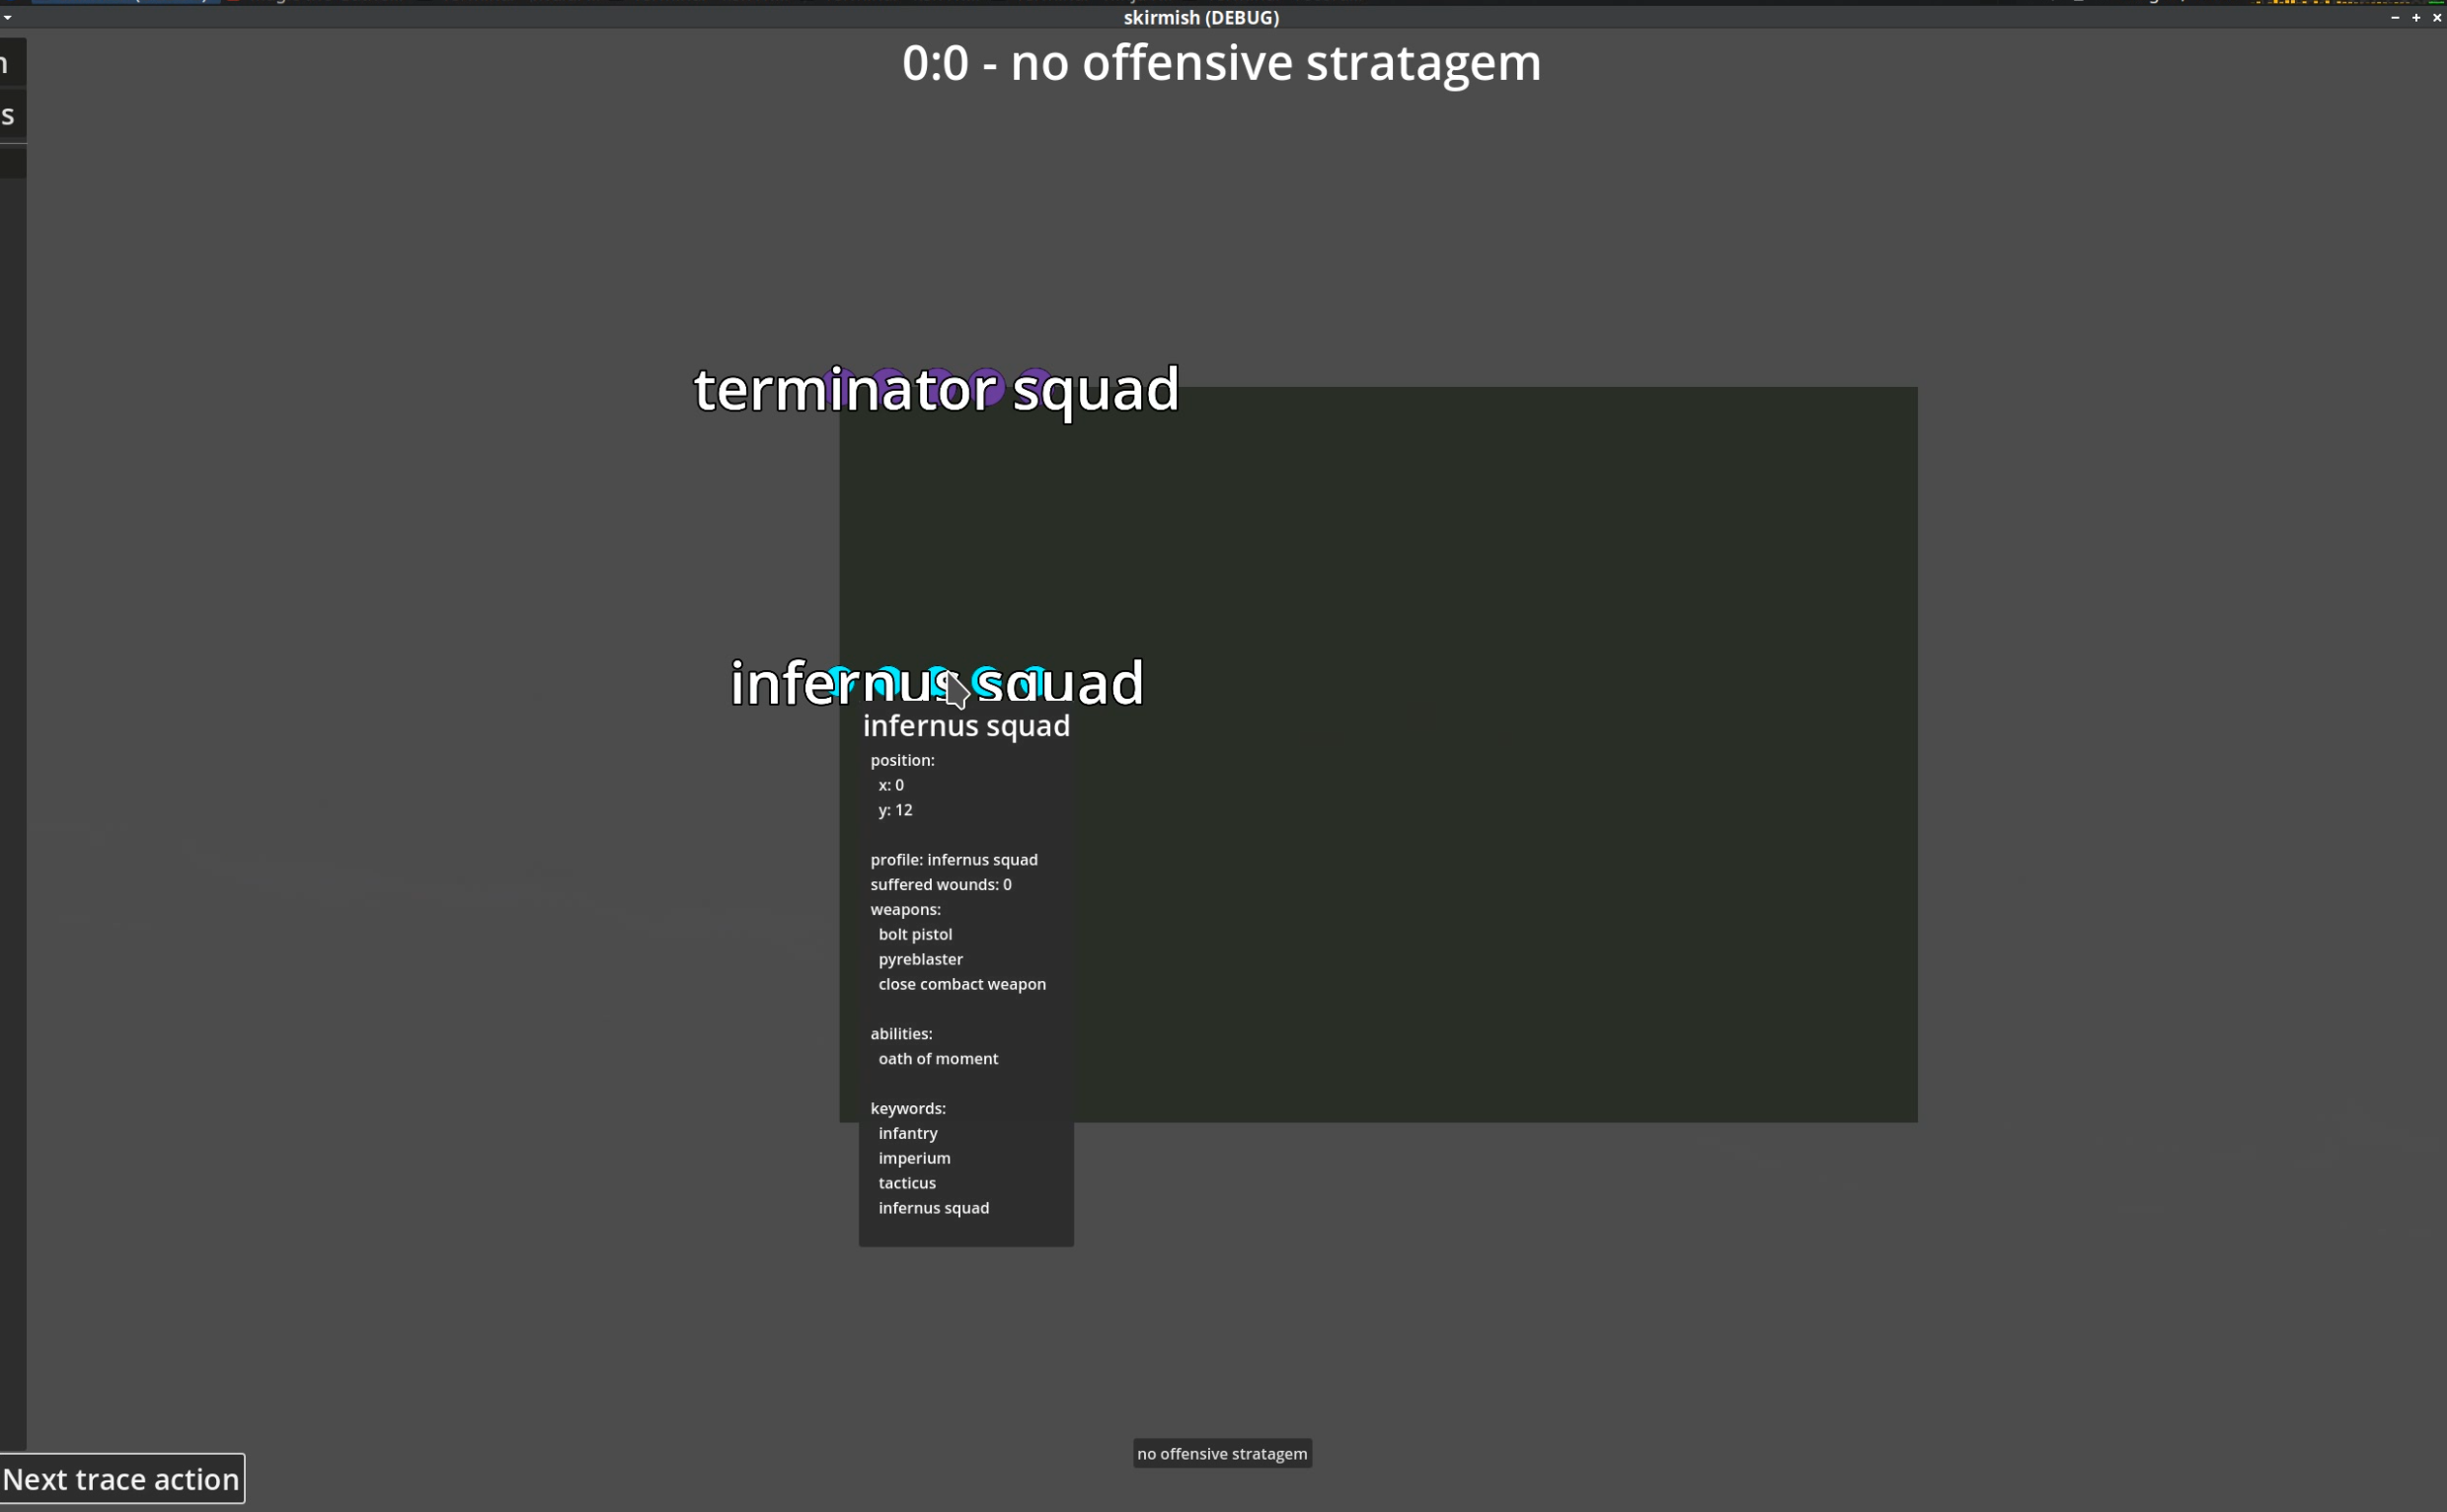 skirmish (DEBUG)
0:0 - no offensive stratagem
s
terminator squad
infernus squad
infernus squad
position:
x: 0
y: 12
profile: infernus squad
suffered wounds: 0
weapons:
bolt pistol
pyreblaster
close combact weapon
abilities:
oath of moment
keywords:
infantry
imperium
tacticus
infernus squad
no offensive stratagem
Next trace action